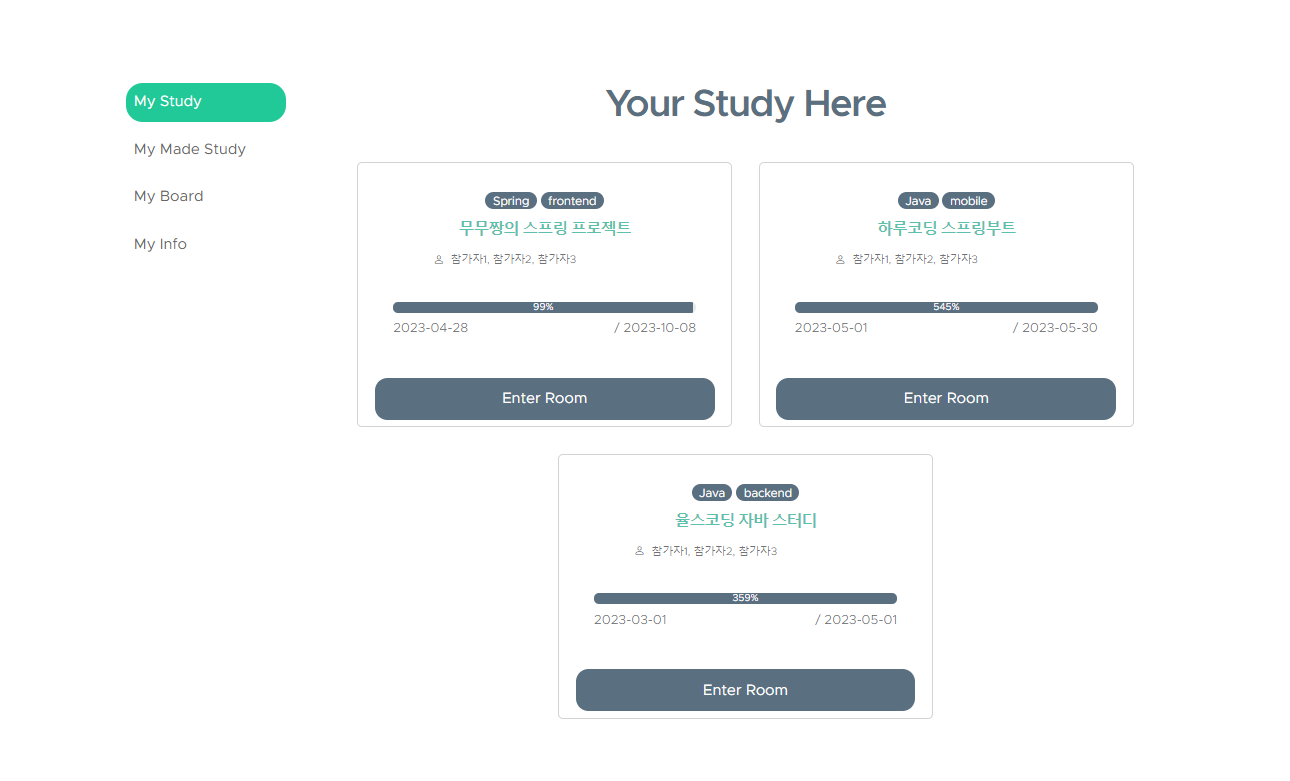 My Study
My Made Study
My Board
My Info
Your Study Here
Spring frontend
무무짱의 스프링 프로젝트
참가자1, 참가자2, 참가자3
99%
2023-04-28 / 2023-10-08
Enter Room
Java mobile
하루코딩 스프링부트
참가자1, 참가자2, 참가자3
545%
2023-05-01 / 2023-05-30
Enter Room
Java backend
율스코딩 자바 스터디
참가자1, 참가자2, 참가자3
359%
2023-03-01 / 2023-05-01
Enter Room